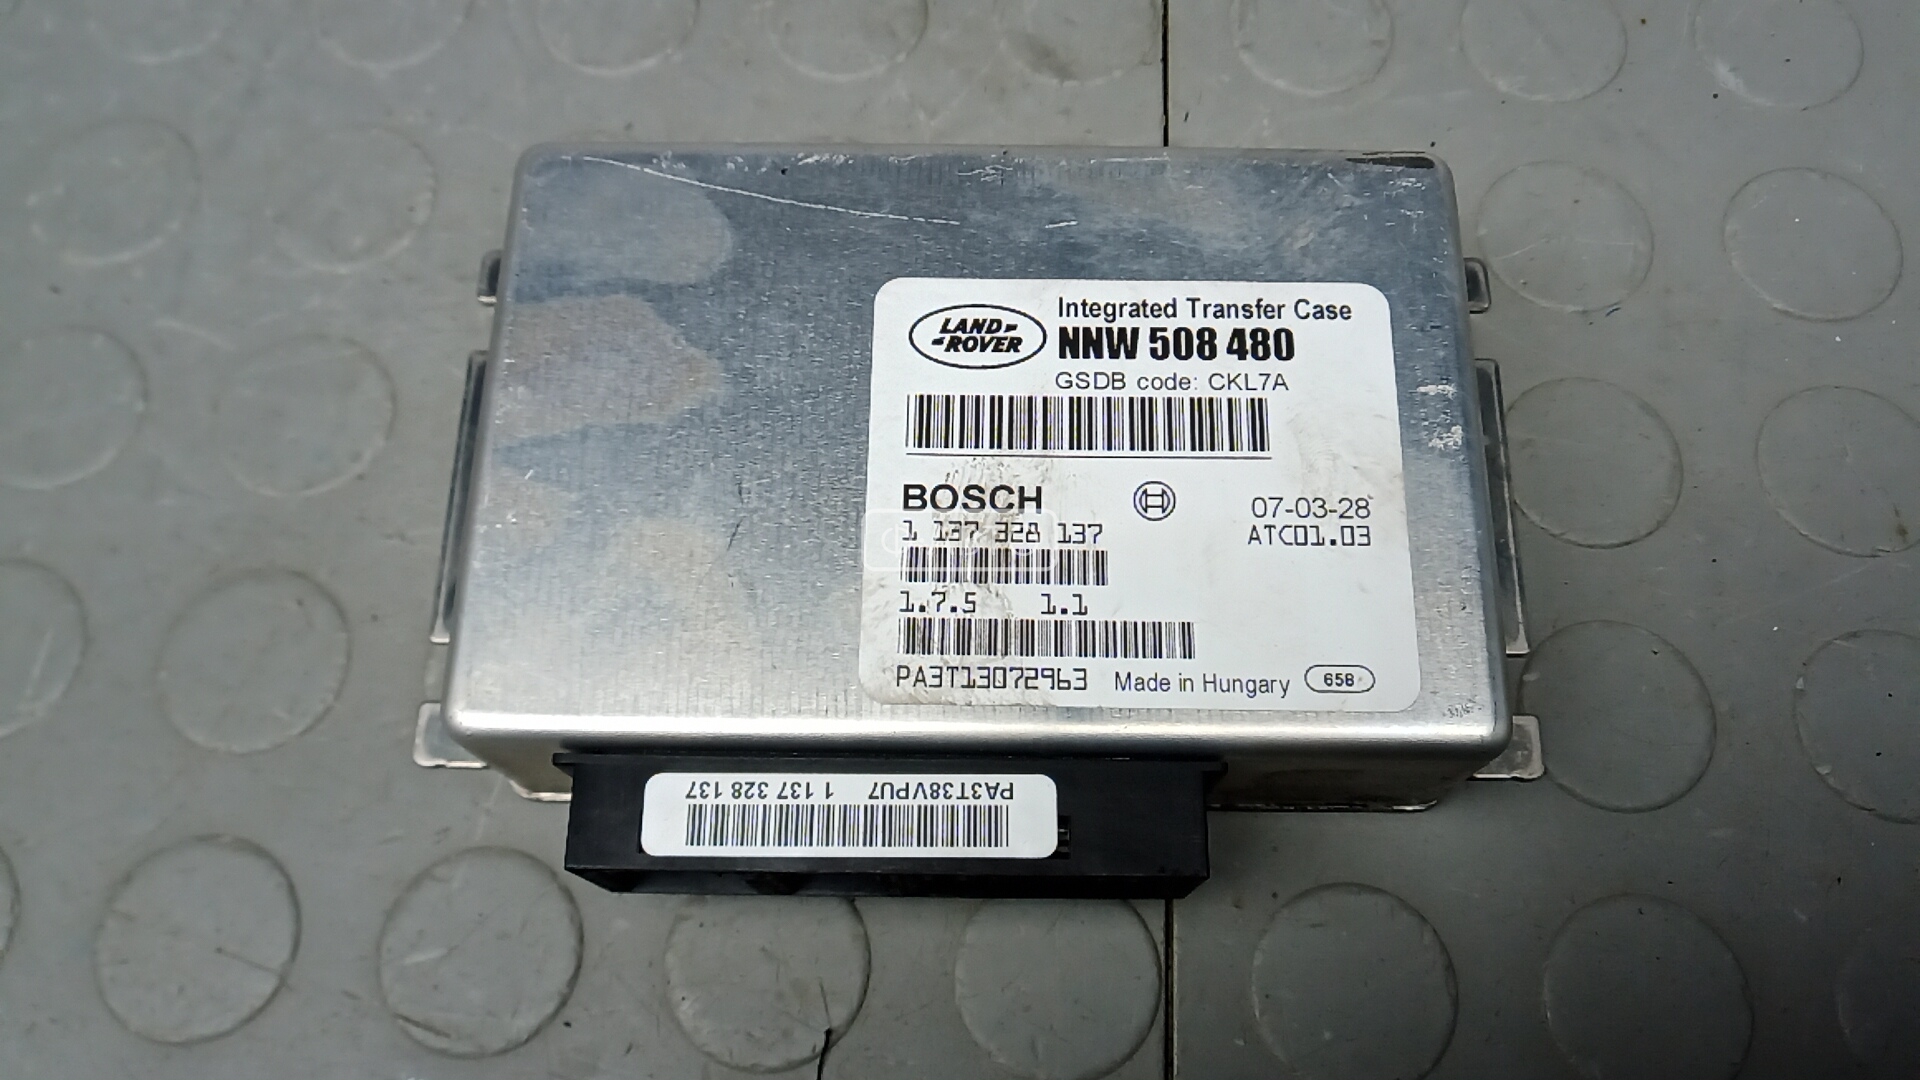 LAND
ROVER
Integrated Transfer Case
NNW 508 480
GSDB code: CKL7A
BOSCH
07-03-28
1 137 328 137
ATC01.03
1.7.5 1.1
PA3T13072963 Made in Hungary 658
PA3T38VPU7 1 137 328 137